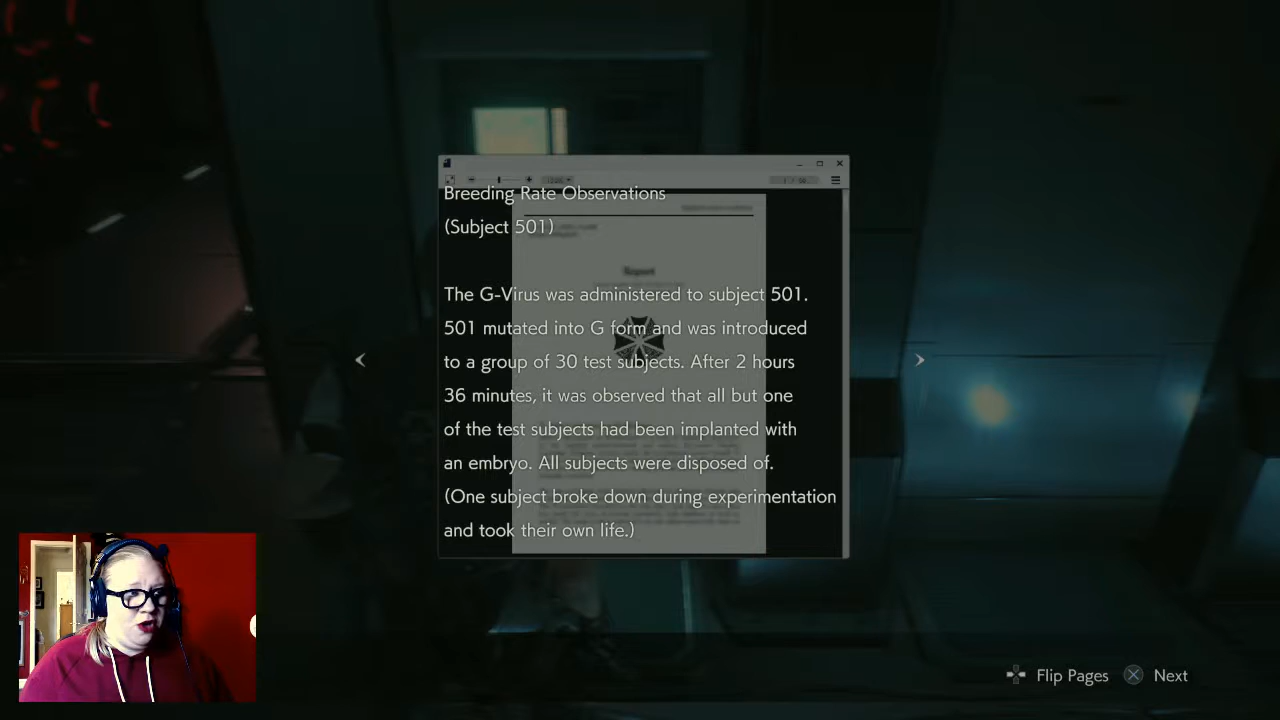 Breeding Rate Observations
(Subject 501)
The G-Virus was administered to subject 501.
501 mutated into G form and was introduced
to a group of 30 test subjects. After 2 hours
36 minutes, it was observed that all but one
of the test subjects had been implanted with
an embryo. All subjects were disposed of.
(One subject broke down during experimentation
and took their own life.)
Report
Flip Pages
Next